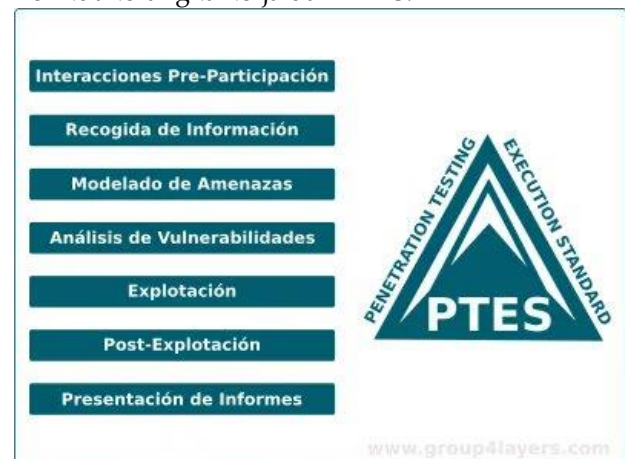 Interacciones Pre-Participación
Recogida de Información
Modelado de Amenazas
Análisis de Vulnerabilidades
Explotación
Post-Explotación
Presentación de Informes
PENETRATION TESTING
EXECUTION STANDARD
PTES
www.group4layers.com